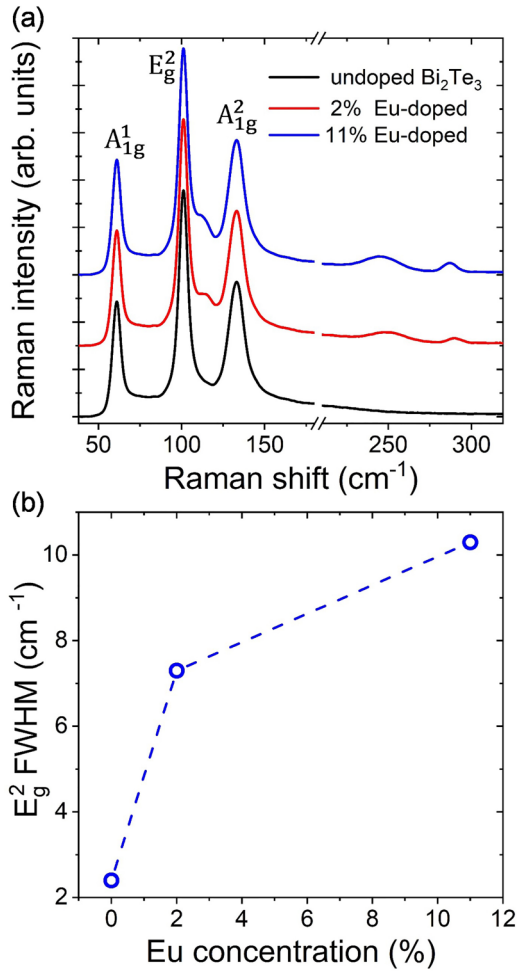 (a)
Raman intensity (arb. units)
A¹₁g
E²g
A²₁g
undoped Bi₂Te₃
2% Eu-doped
11% Eu-doped
50 100 150 250 300
Raman shift (cm⁻¹)
(b)
E²g FWHM (cm ⁻¹)
10
8
6
4
2
0 2 4 6 8 10 12
Eu concentration (%)